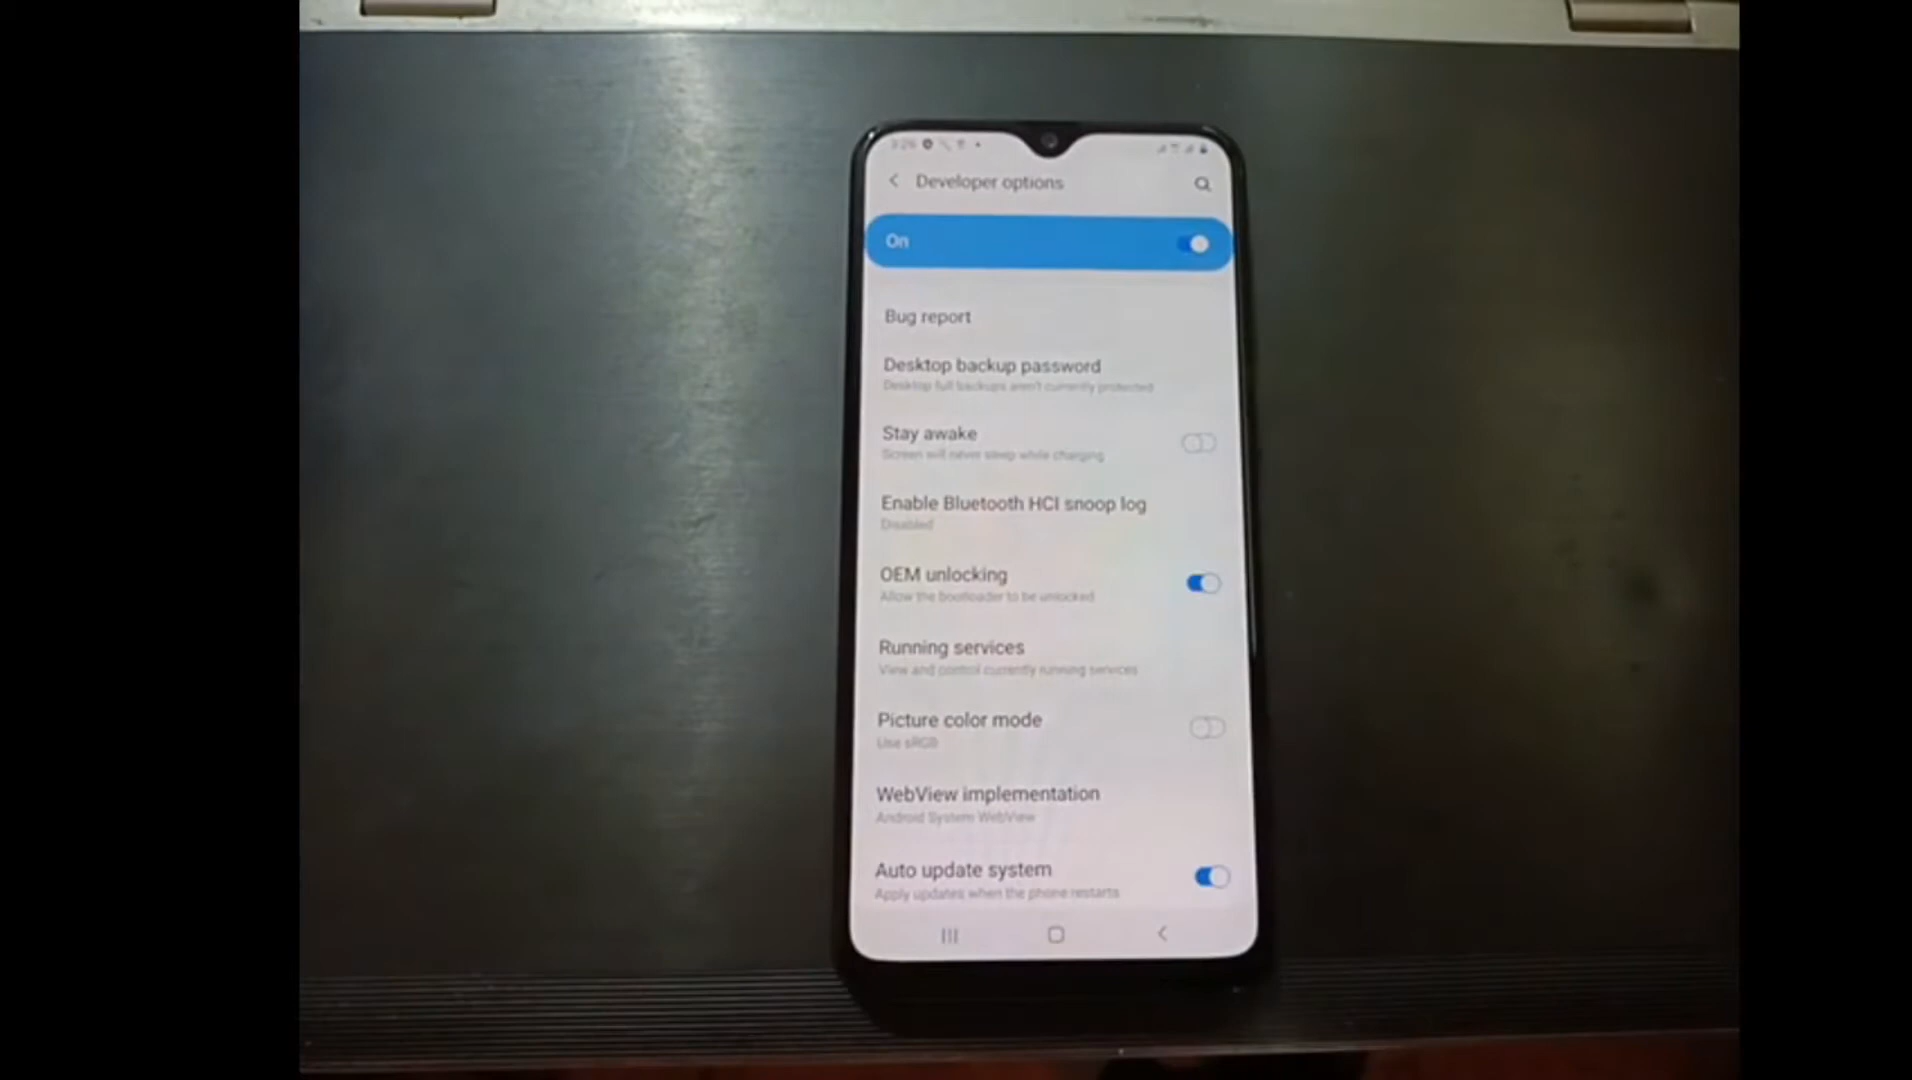 3:26
Developer options
On
Bug report
Desktop backup password
Desktop full backups aren't currently protected
Stay awake
Screen will never sleep while charging
Enable Bluetooth HCI snoop log
Disabled
OEM unlocking
Allow the bootloader to be unlocked
Running services
View and control currently running services
Picture color mode
Use sRGB
WebView implementation
Android System WebView
Auto update system
Apply updates when the phone restarts